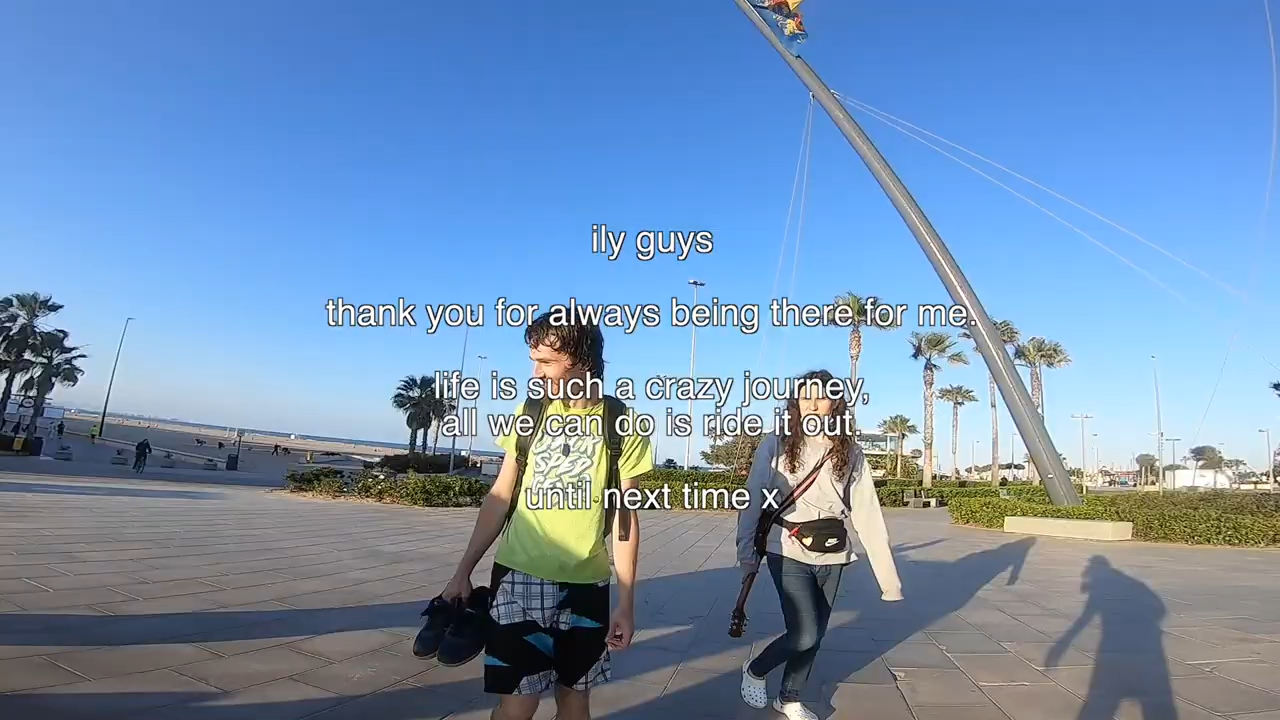 ily guys
thank you for always being there for me.
life is such a crazy journey,
all we can do is ride it out.
until next time x